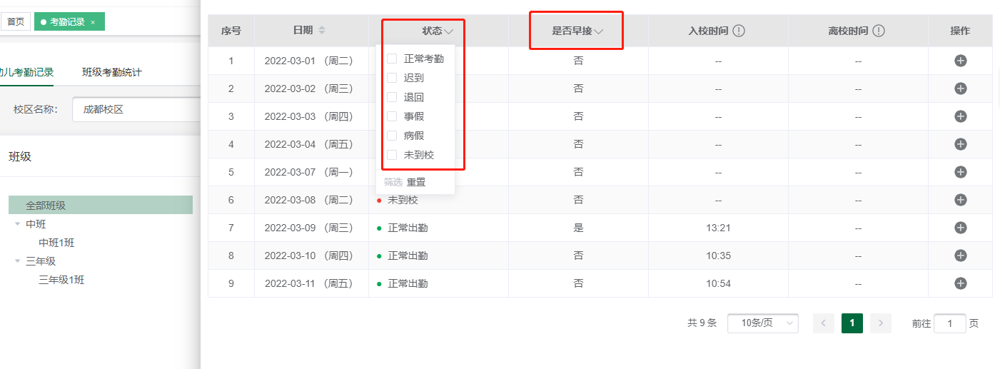 首页
考勤记录 ×
幼儿考勤记录
班级考勤统计
校区名称：
成都校区
班级
全部班级
中班
中班1班
三年级
三年级1班
序号 日期 状态 是否早接 入校时间 离校时间 操作
1 2022-03-01 （周二） 否 -- --
2 2022-03-02 （周三） 否 -- --
3 2022-03-03 （周四） 否 -- --
4 2022-03-04 （周五） 否 -- --
5 2022-03-07 （周一） 否 -- --
6 2022-03-08 （周二） 未到校 否 -- --
7 2022-03-09 （周三） 正常出勤 是 13:21 --
8 2022-03-10 （周四） 正常出勤 否 10:35 --
9 2022-03-11 （周五） 正常出勤 否 10:54 --
正常考勤
迟到
退回
事假
病假
未到校
筛选 重置
共 9 条 10条/页 1 前往 1 页